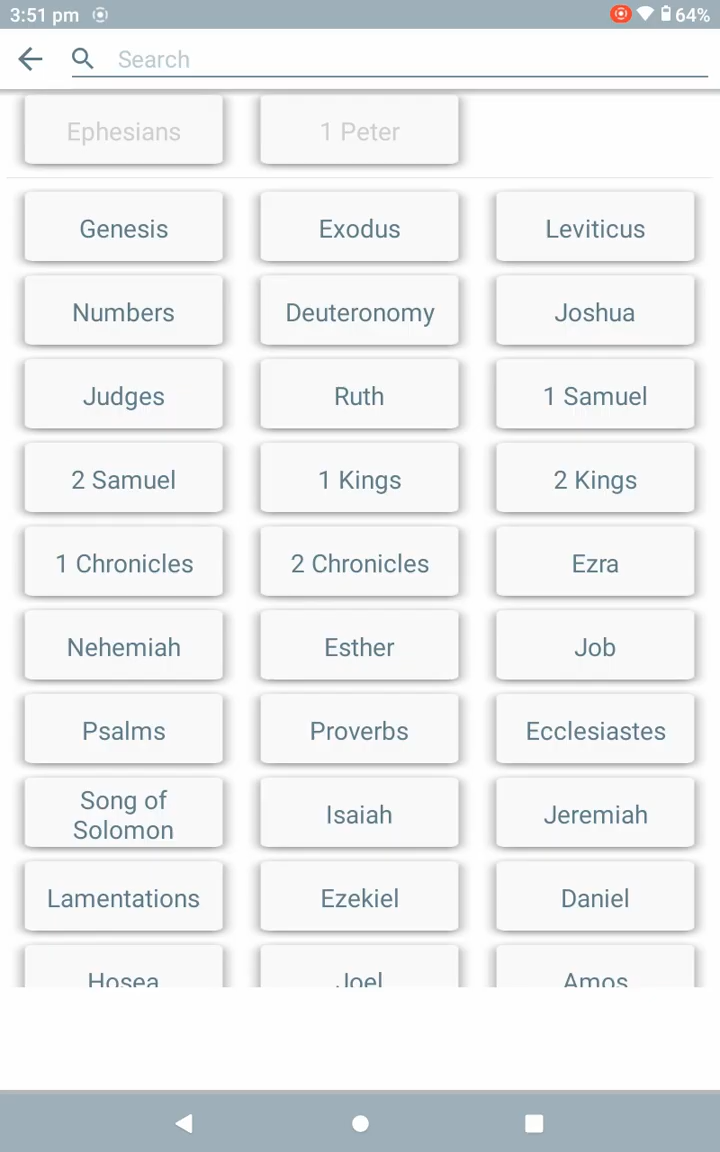 3:51 pm 64%
Search
Ephesians 1 Peter
Genesis Exodus Leviticus
Numbers Deuteronomy Joshua
Judges Ruth 1 Samuel
2 Samuel 1 Kings 2 Kings
1 Chronicles 2 Chronicles Ezra
Nehemiah Esther Job
Psalms Proverbs Ecclesiastes
Song of
Solomon Isaiah Jeremiah
Lamentations Ezekiel Daniel
Hosea Joel Amos